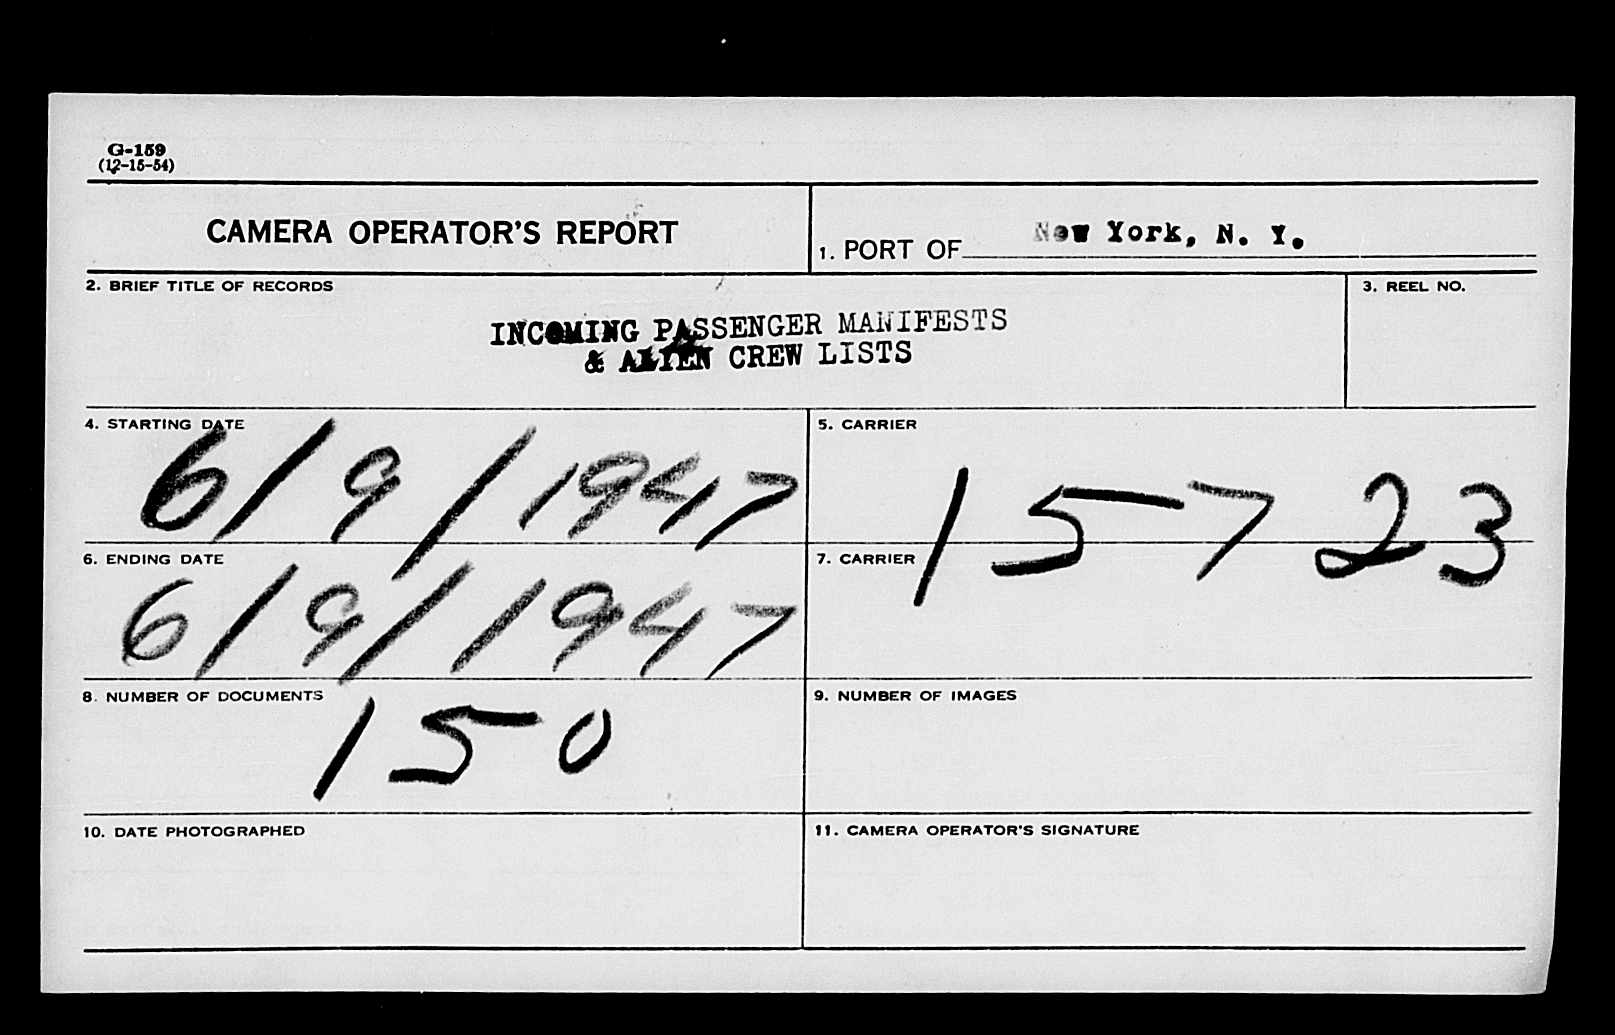 G-159
(12-15-54)
CAMERA OPERATOR'S REPORT
1. PORT OF New York, N. Y.
2. BRIEF TITLE OF RECORDS
3. REEL NO.
INCOMING PASSENGER MANIFESTS
& ALIEN CREW LISTS
4. STARTING DATE
6/9/1947
5. CARRIER
15723
6. ENDING DATE
6/9/1947
7. CARRIER
8. NUMBER OF DOCUMENTS
150
9. NUMBER OF IMAGES
10. DATE PHOTOGRAPHED
11. CAMERA OPERATOR'S SIGNATURE